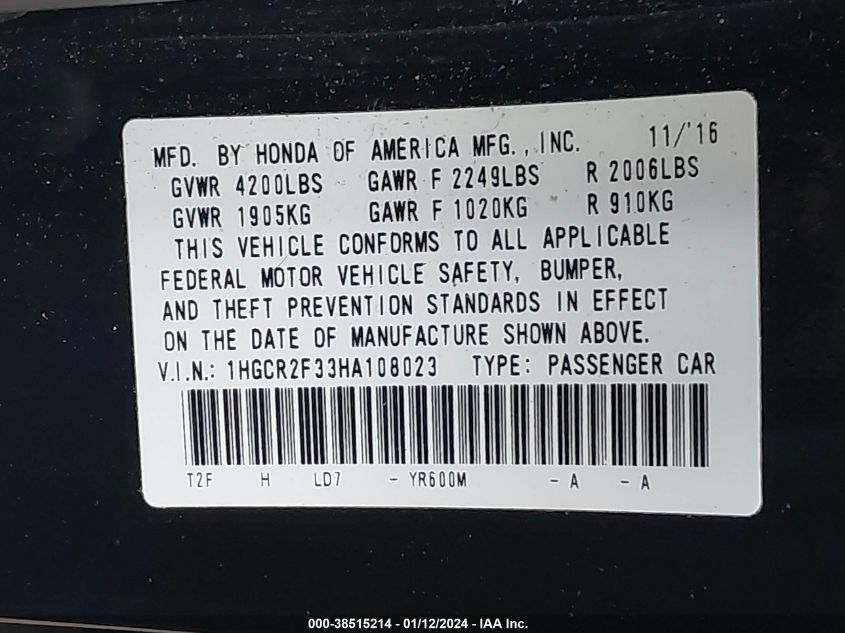 MFD. BY HONDA OF AMERICA MFG., INC. 11/'16
GVWR 4200LBS GAWR F 2249LBS R 2006LBS
GVWR 1905KG GAWR F 1020KG R 910KG
THIS VEHICLE CONFORMS TO ALL APPLICABLE
FEDERAL MOTOR VEHICLE SAFETY, BUMPER,
AND THEFT PREVENTION STANDARDS IN EFFECT
ON THE DATE OF MANUFACTURE SHOWN ABOVE.
V.I.N.: 1HGCR2F33HA108023 TYPE: PASSENGER CAR
T2F H LD7 - YR600M - A - A
000-38515214 - 01/12/2024 - IAA Inc.